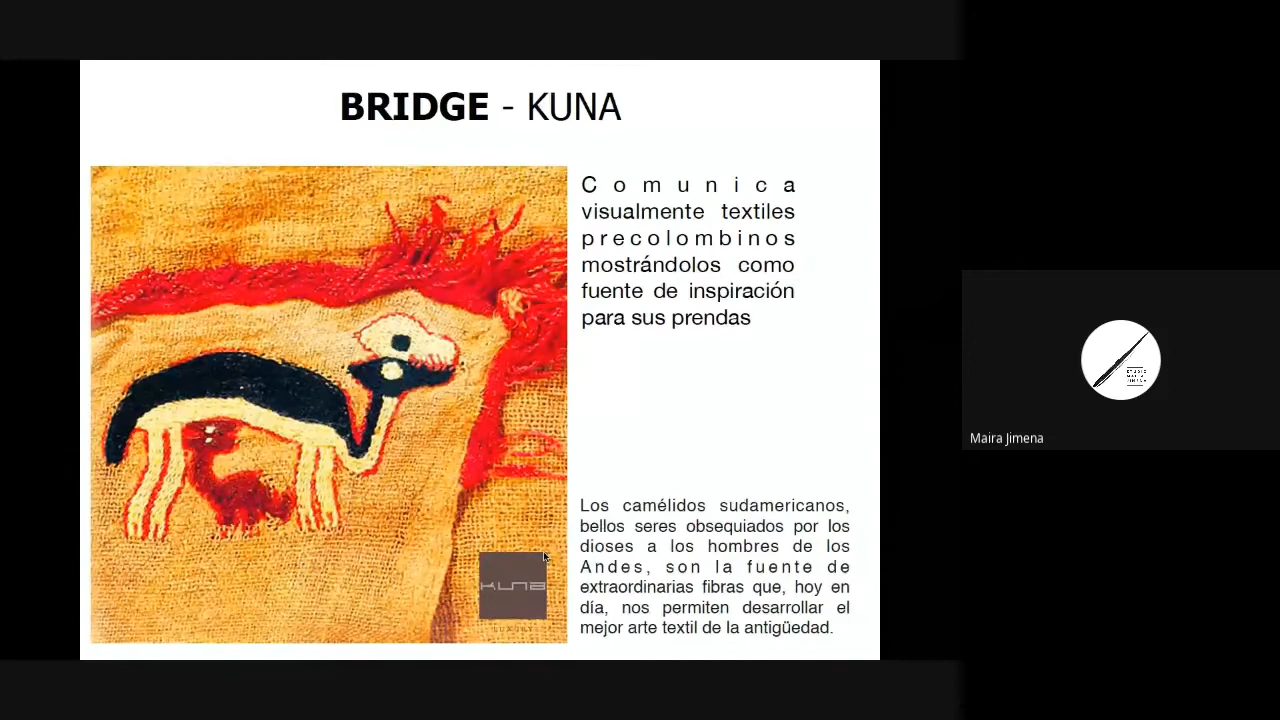 BRIDGE - KUNA
Comunica
visualmente textiles
precolombinos
mostrándolos como
fuente de inspiración
para sus prendas
Los camélidos sudamericanos,
bellos seres obsequiados por los
dioses a los hombres de los
Andes, son la fuente de
extraordinarias fibras que, hoy en
día, nos permiten desarrollar el
mejor arte textil de la antigüedad.
KUNA
Maira Jimena